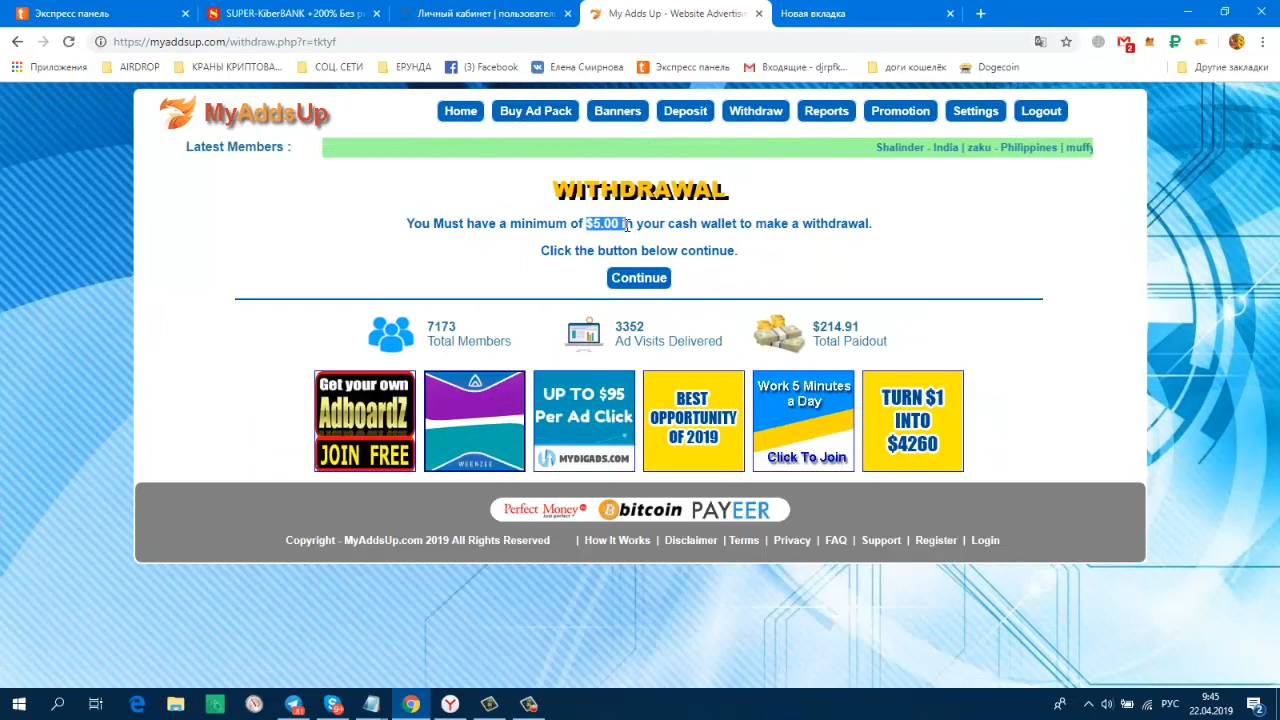 Экспресс панель
SUPER-KiberBANK +200% Без р
Личный кабинет | пользовател
My Adds Up - Website Advertisin
Новая вкладка
https://myaddsup.com/withdraw.php?r=tktyf
2
Приложения
AIRDROP
КРАНЫ КРИПТОВА...
СОЦ. СЕТИ
ЕРУНДА
(3) Facebook
Елена Смирнова
Экспресс панель
Входящие - djrpfk...
доги кошелёк
Dogecoin
Другие закладки
MyAddsUp
Home
Buy Ad Pack
Banners
Deposit
Withdraw
Reports
Promotion
Settings
Logout
Latest Members :
Shalinder - India | zaku - Philippines | muffy
WITHDRAWAL
You Must have a minimum of $5.00 in your cash wallet to make a withdrawal.
Click the button below continue.
Continue
7173
Total Members
3352
Ad Visits Delivered
$214.91
Total Paidout
Get your own
AdboardZ
JOIN FREE
WEENZEE
UP TO $95
Per Ad Click
MYDIGADS.COM
BEST
OPPORTUNITY
OF 2019
Work 5 Minutes
a Day
Click To Join
TURN $1
INTO
$4260
Perfect Money
just perfect
bitcoin
PAYEER
Copyright - MyAddsUp.com 2019 All Rights Reserved | How It Works | Disclaimer | Terms | Privacy | FAQ | Support | Register | Login
РУС
9:45
22.04.2019
2